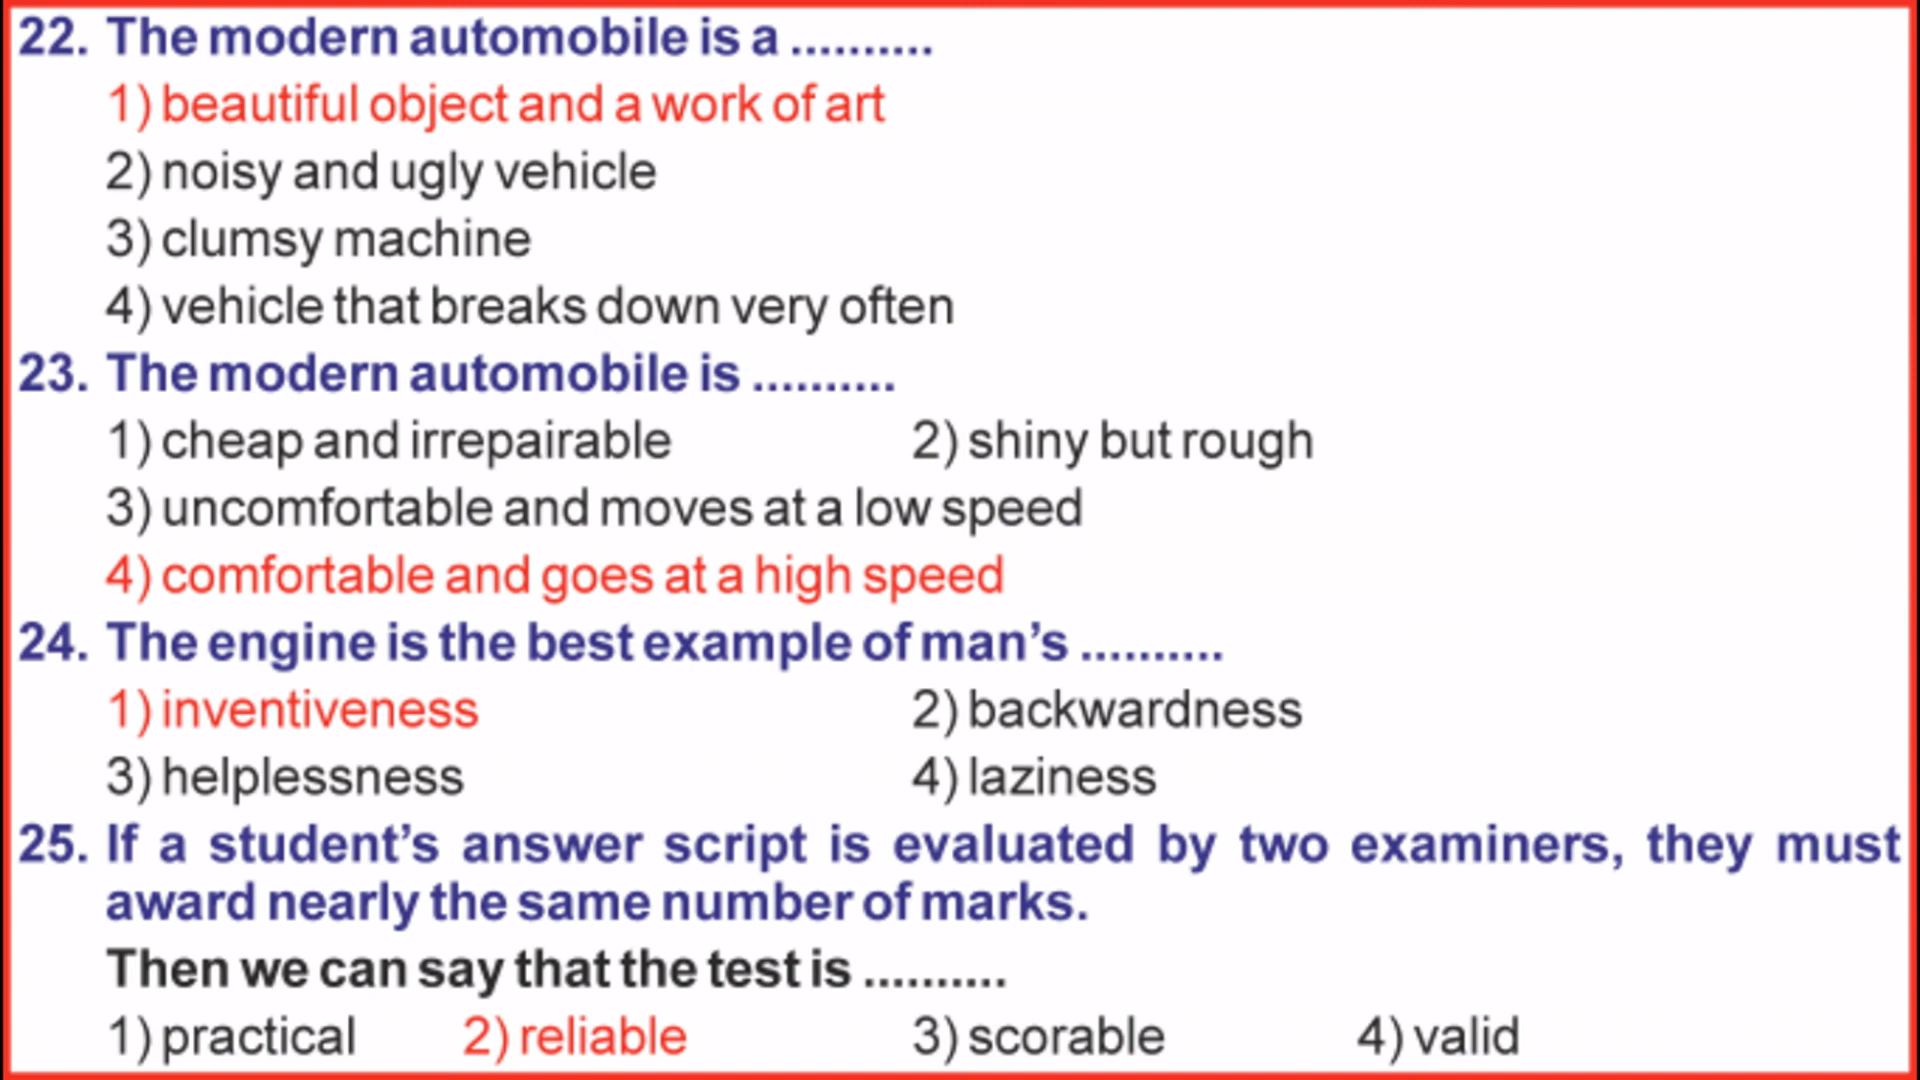 22. The modern automobile is a ..........
1) beautiful object and a work of art
2) noisy and ugly vehicle
3) clumsy machine
4) vehicle that breaks down very often
23. The modern automobile is ..........
1) cheap and irrepairable 2) shiny but rough
3) uncomfortable and moves at a low speed
4) comfortable and goes at a high speed
24. The engine is the best example of man’s ..........
1) inventiveness 2) backwardness
3) helplessness 4) laziness
25. If a student’s answer script is evaluated by two examiners, they must
award nearly the same number of marks.
Then we can say that the test is ..........
1) practical 2) reliable 3) scorable 4) valid